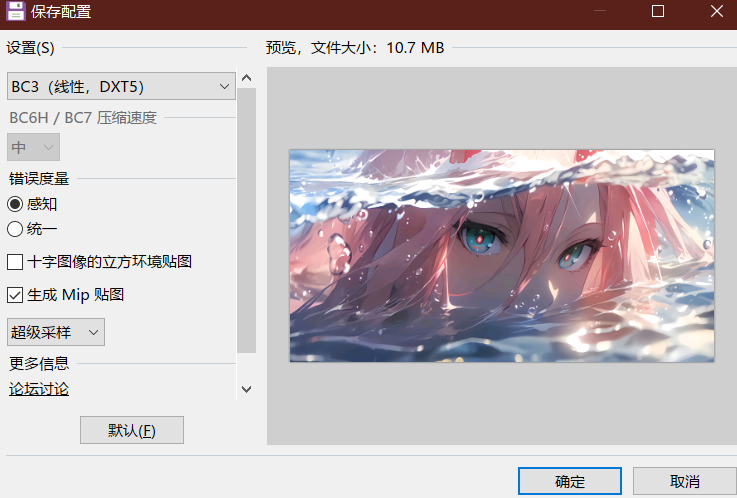 保存配置
设置(S)
BC3（线性，DXT5）
BC6H / BC7 压缩速度
中
错误度量
感知
统一
十字图像的立方环境贴图
生成 Mip 贴图
超级采样
更多信息
论坛讨论
默认(F)
预览，文件大小：10.7 MB
确定
取消